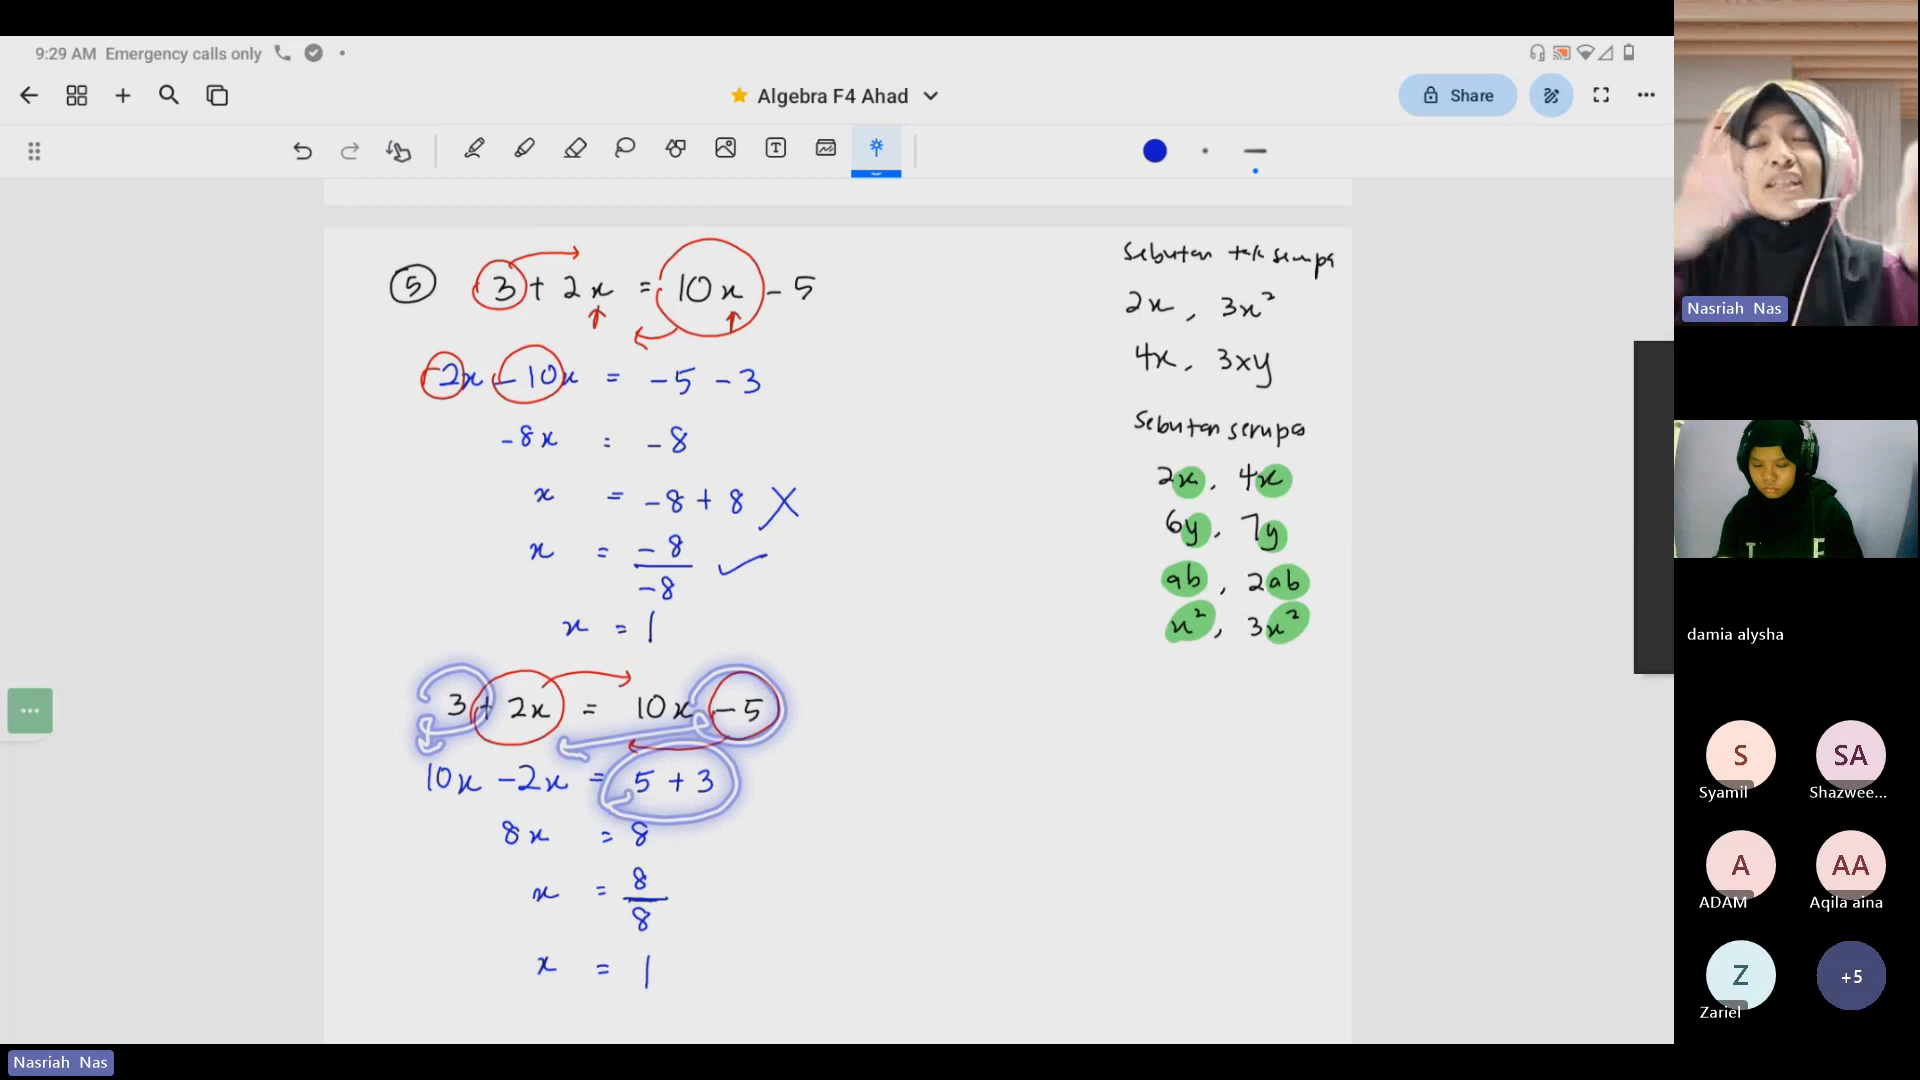 9:29 AM Emergency calls only
Algebra F4 Ahad
Share
5 3 + 2x = 10x - 5
2x - 10x = -5 - 3
-8x = -8
x = -8 + 8 X
x = -8/-8 ✓
x = 1
3 + 2x = 10x - 5
10x - 2x = 5 + 3
8x = 8
x = 8/8
x = 1
Sebutan tak serupa
2x, 3x²
4x, 3xy
Sebutan serupa
2x, 4x
6y, 7y
ab, 2ab
x², 3x²
Nasriah Nas
T F
damia alysha
S SA
Syamil Shazwee...
A AA
ADAM Aqila aina
Z +5
Zariel
Nasriah Nas